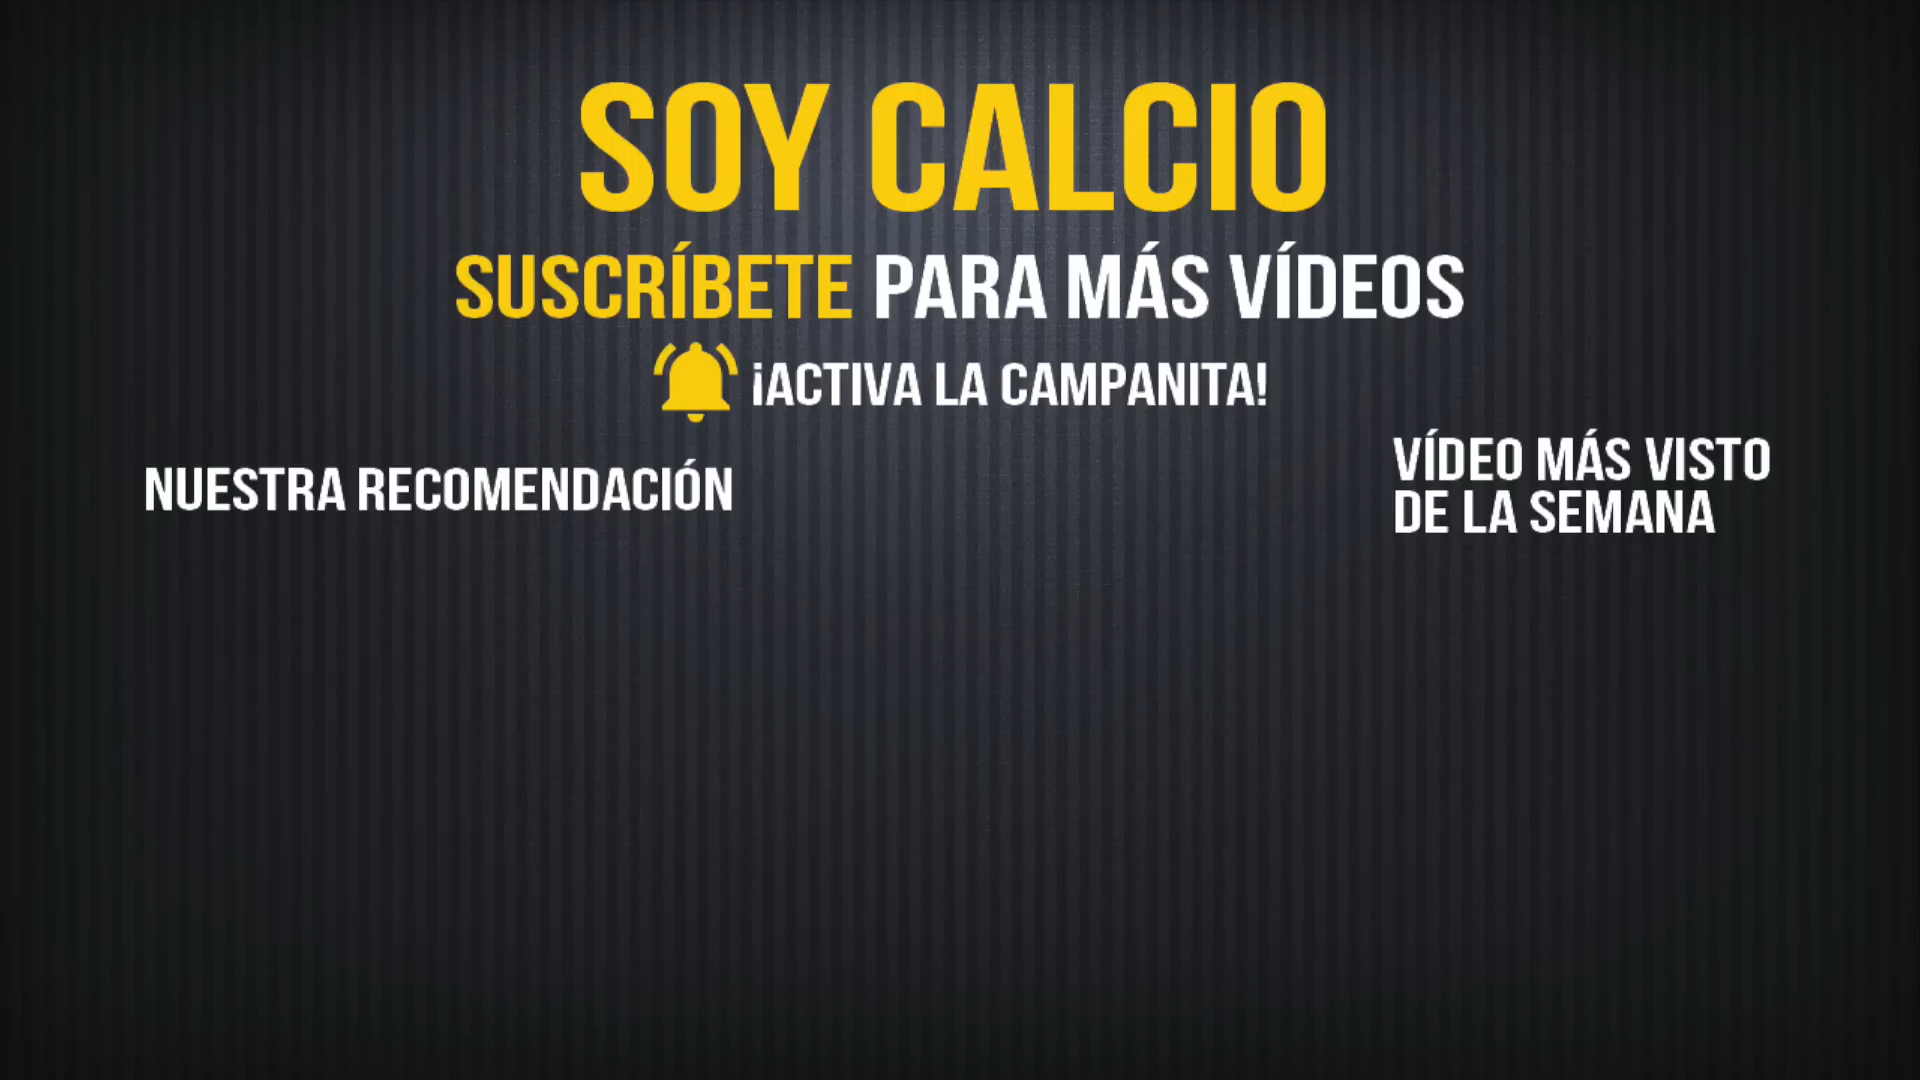 SOY CALCIO
SUSCRÍBETE PARA MÁS VÍDEOS
¡ACTIVA LA CAMPANITA!
NUESTRA RECOMENDACIÓN
VÍDEO MÁS VISTO
DE LA SEMANA